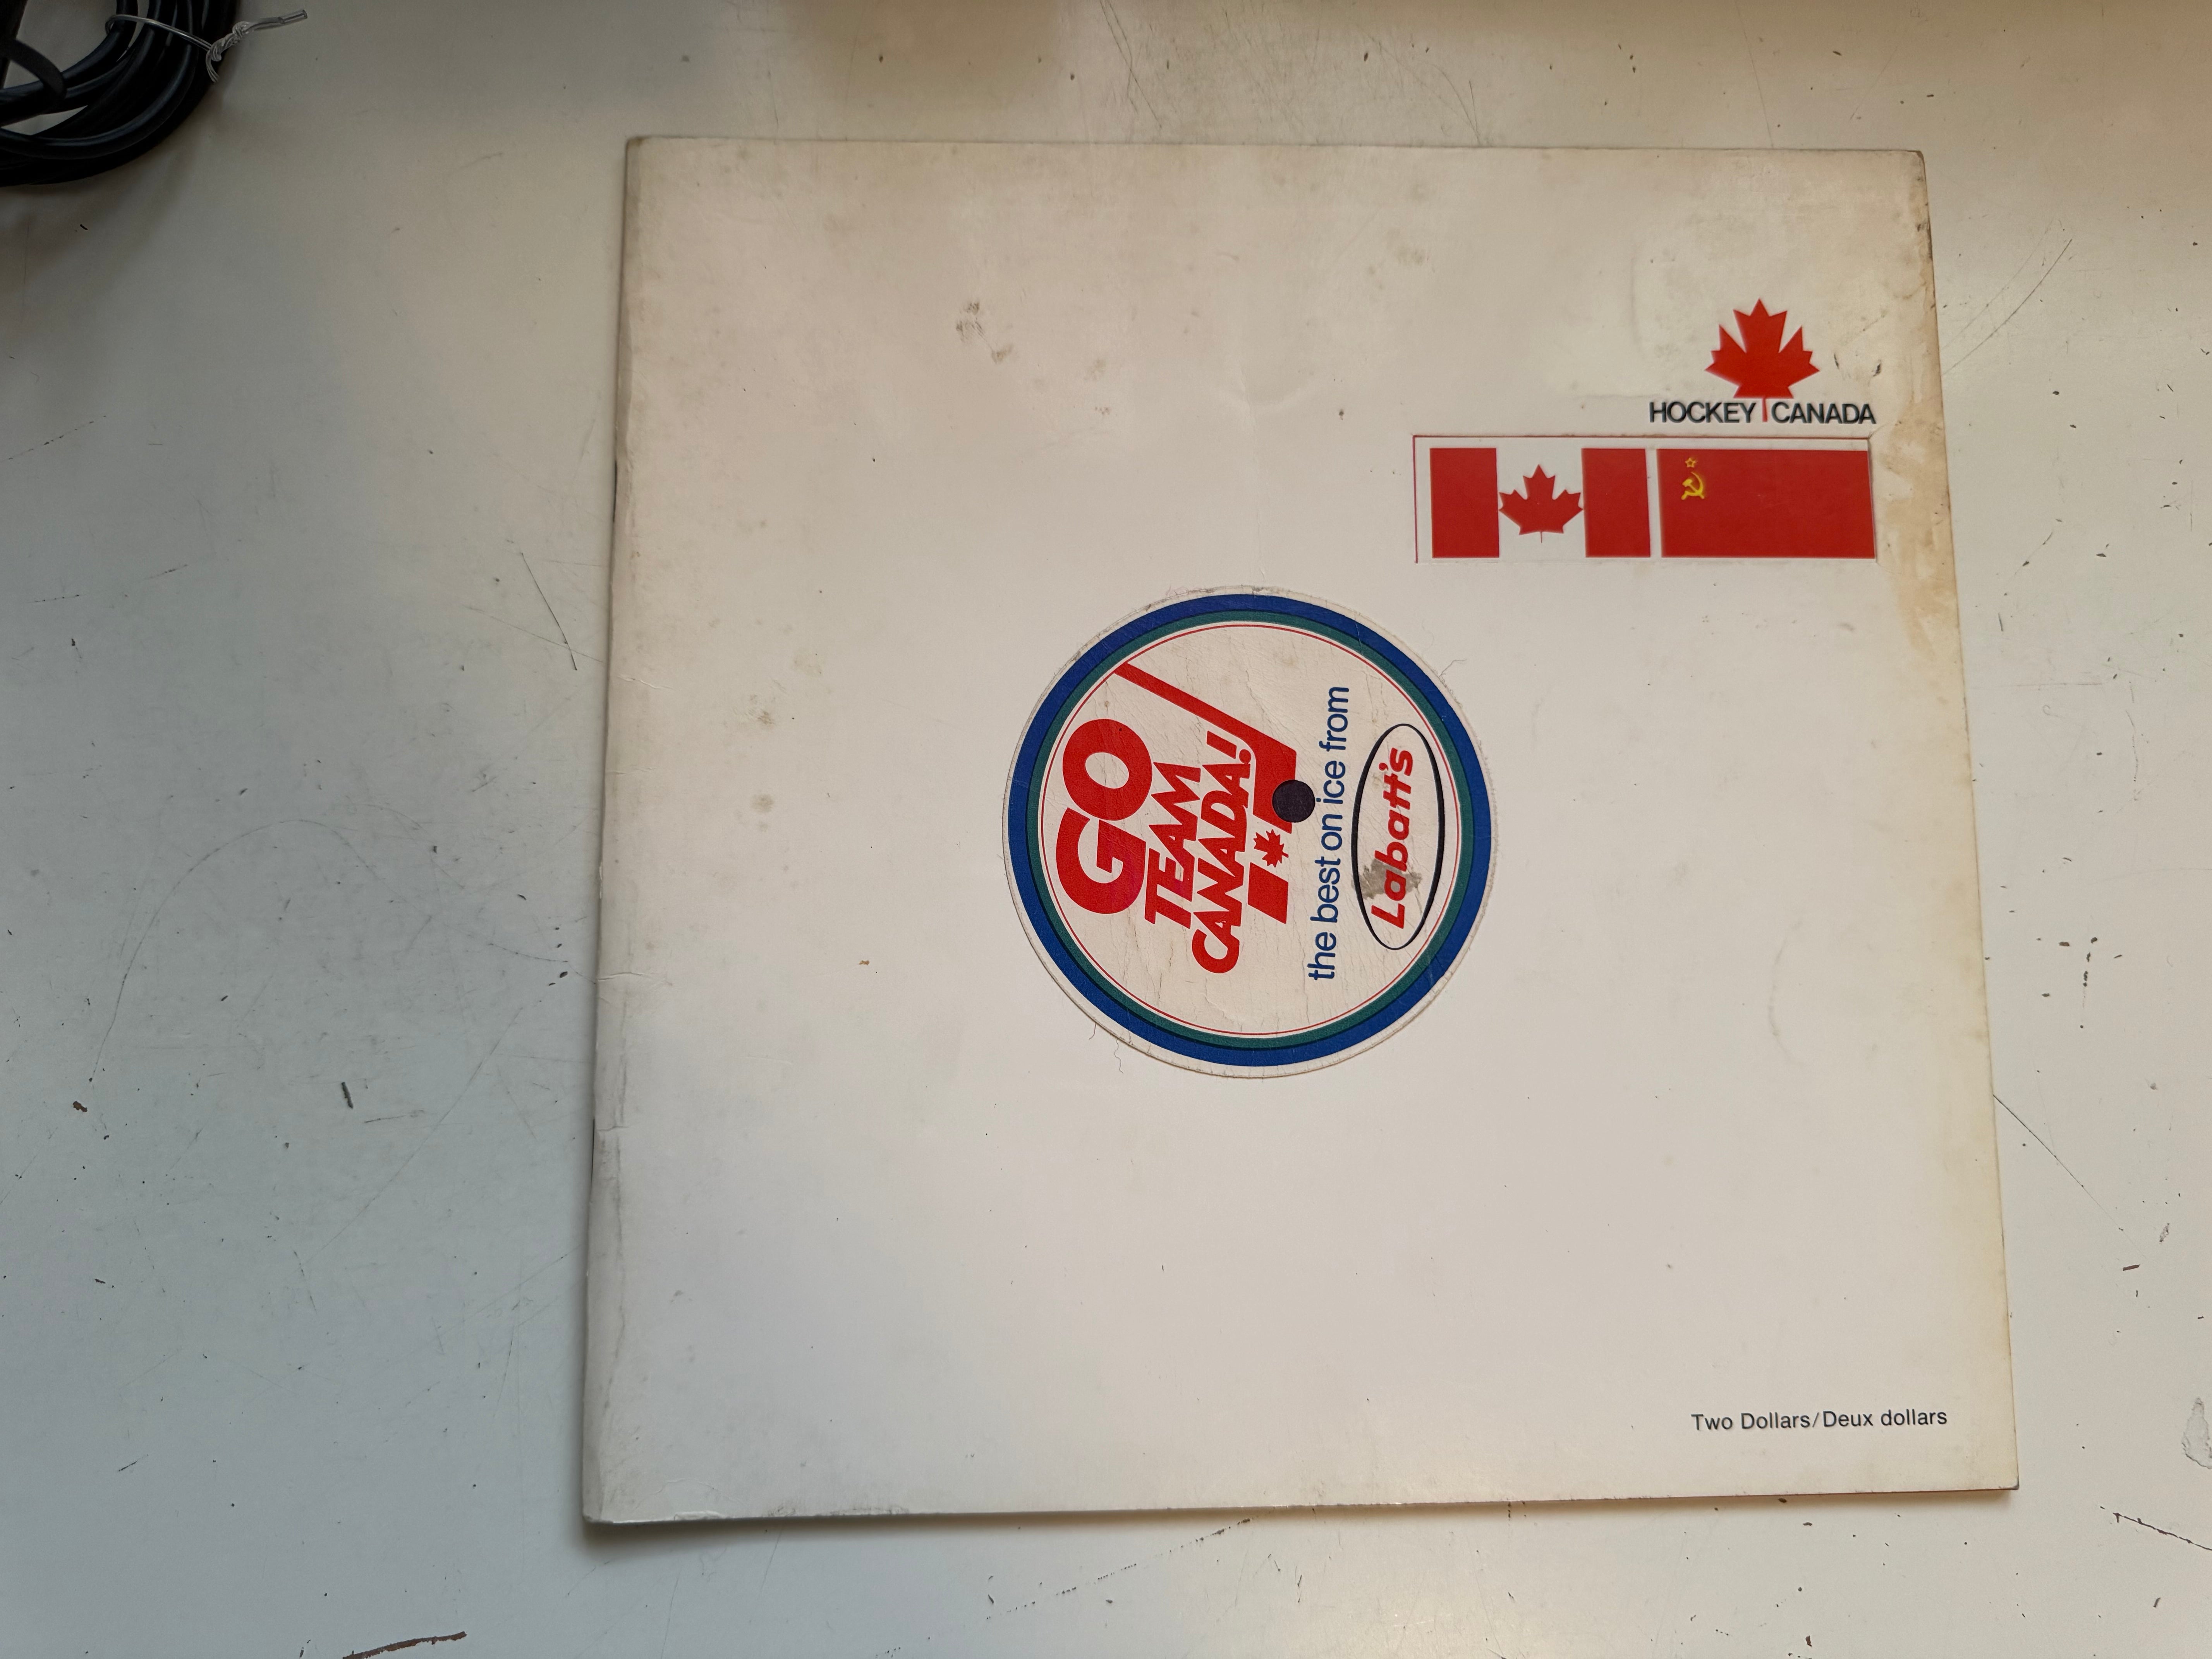 HOCKEY CANADA
GO
TEAM
CANADA!
the best on ice from
Labatt's
Two Dollars/Deux dollars